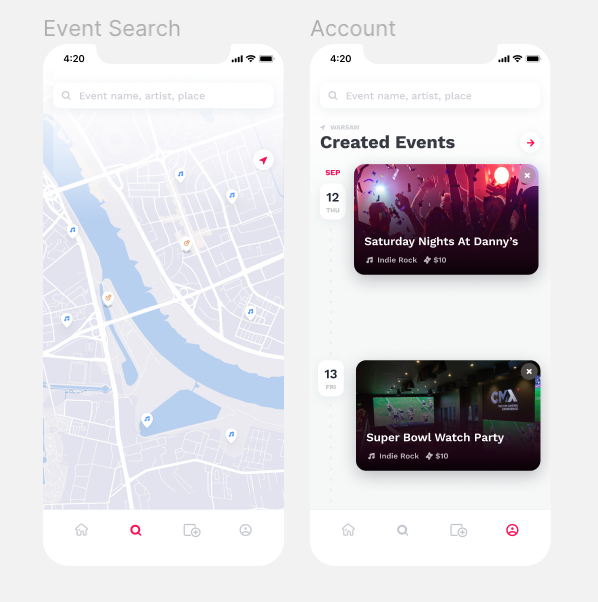 Event Search
4:20
Event name, artist, place
Account
4:20
Event name, artist, place
WARSAW
Created Events
SEP
12
THU
Saturday Nights At Danny's
Indie Rock $10
13
FRI
CMX
Super Bowl Watch Party
Indie Rock $10